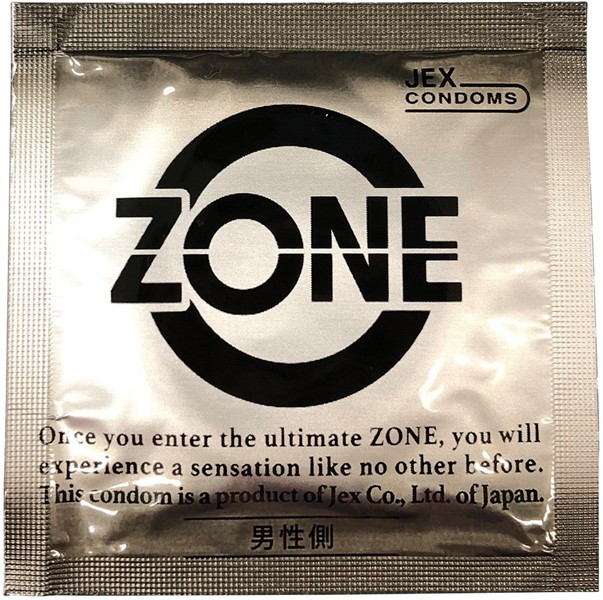 JEX
CONDOMS
ZONE
Once you enter the ultimate ZONE, you will
experience a sensation like no other before.
This condom is a product of Jex Co., Ltd. of Japan.
男性側